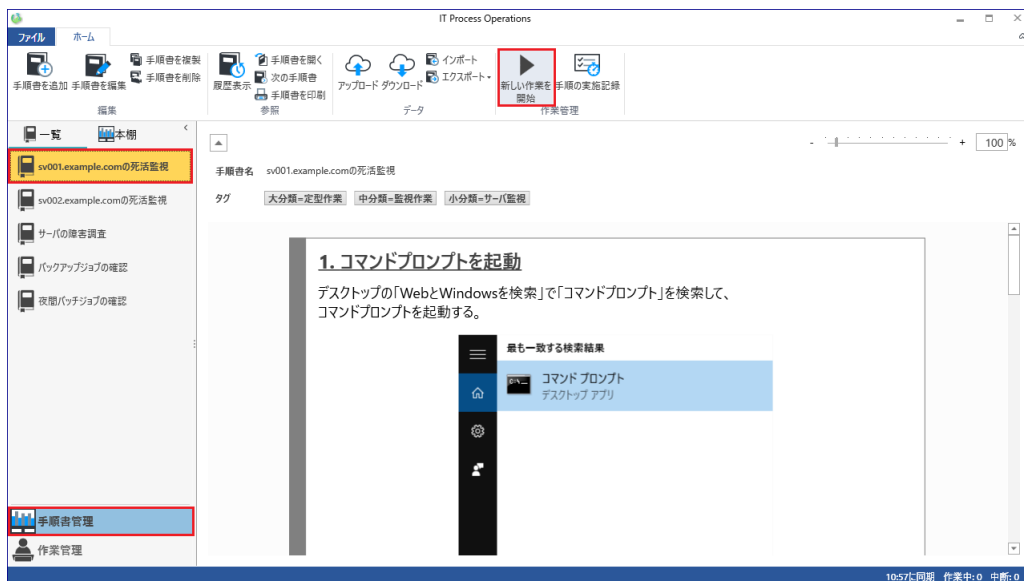 IT Process Operations
ファイル ホーム
手順書を追加 手順書を編集 手順書を複製 手順書を削除
編集
履歴表示 手順書を開く 次の手順書 手順書を印刷
参照
アップロード ダウンロード インポート エクスポート
データ
新しい作業を開始 手順の実施記録
作業管理
一覧 本棚
sv001.example.comの死活監視
sv002.example.comの死活監視
サーバの障害調査
バックアップジョブの確認
夜間バッチジョブの確認
手順書管理
作業管理
- + 100 %
手順書名 sv001.example.comの死活監視
タグ 大分類=定型作業 中分類=監視作業 小分類=サーバ監視
1. コマンドプロンプトを起動
デスクトップの「WebとWindowsを検索」で「コマンドプロンプト」を検索して、
コマンドプロンプトを起動する。
最も一致する検索結果
コマンド プロンプト
デスクトップ アプリ
10:57に同期 作業中: 0 中断: 0